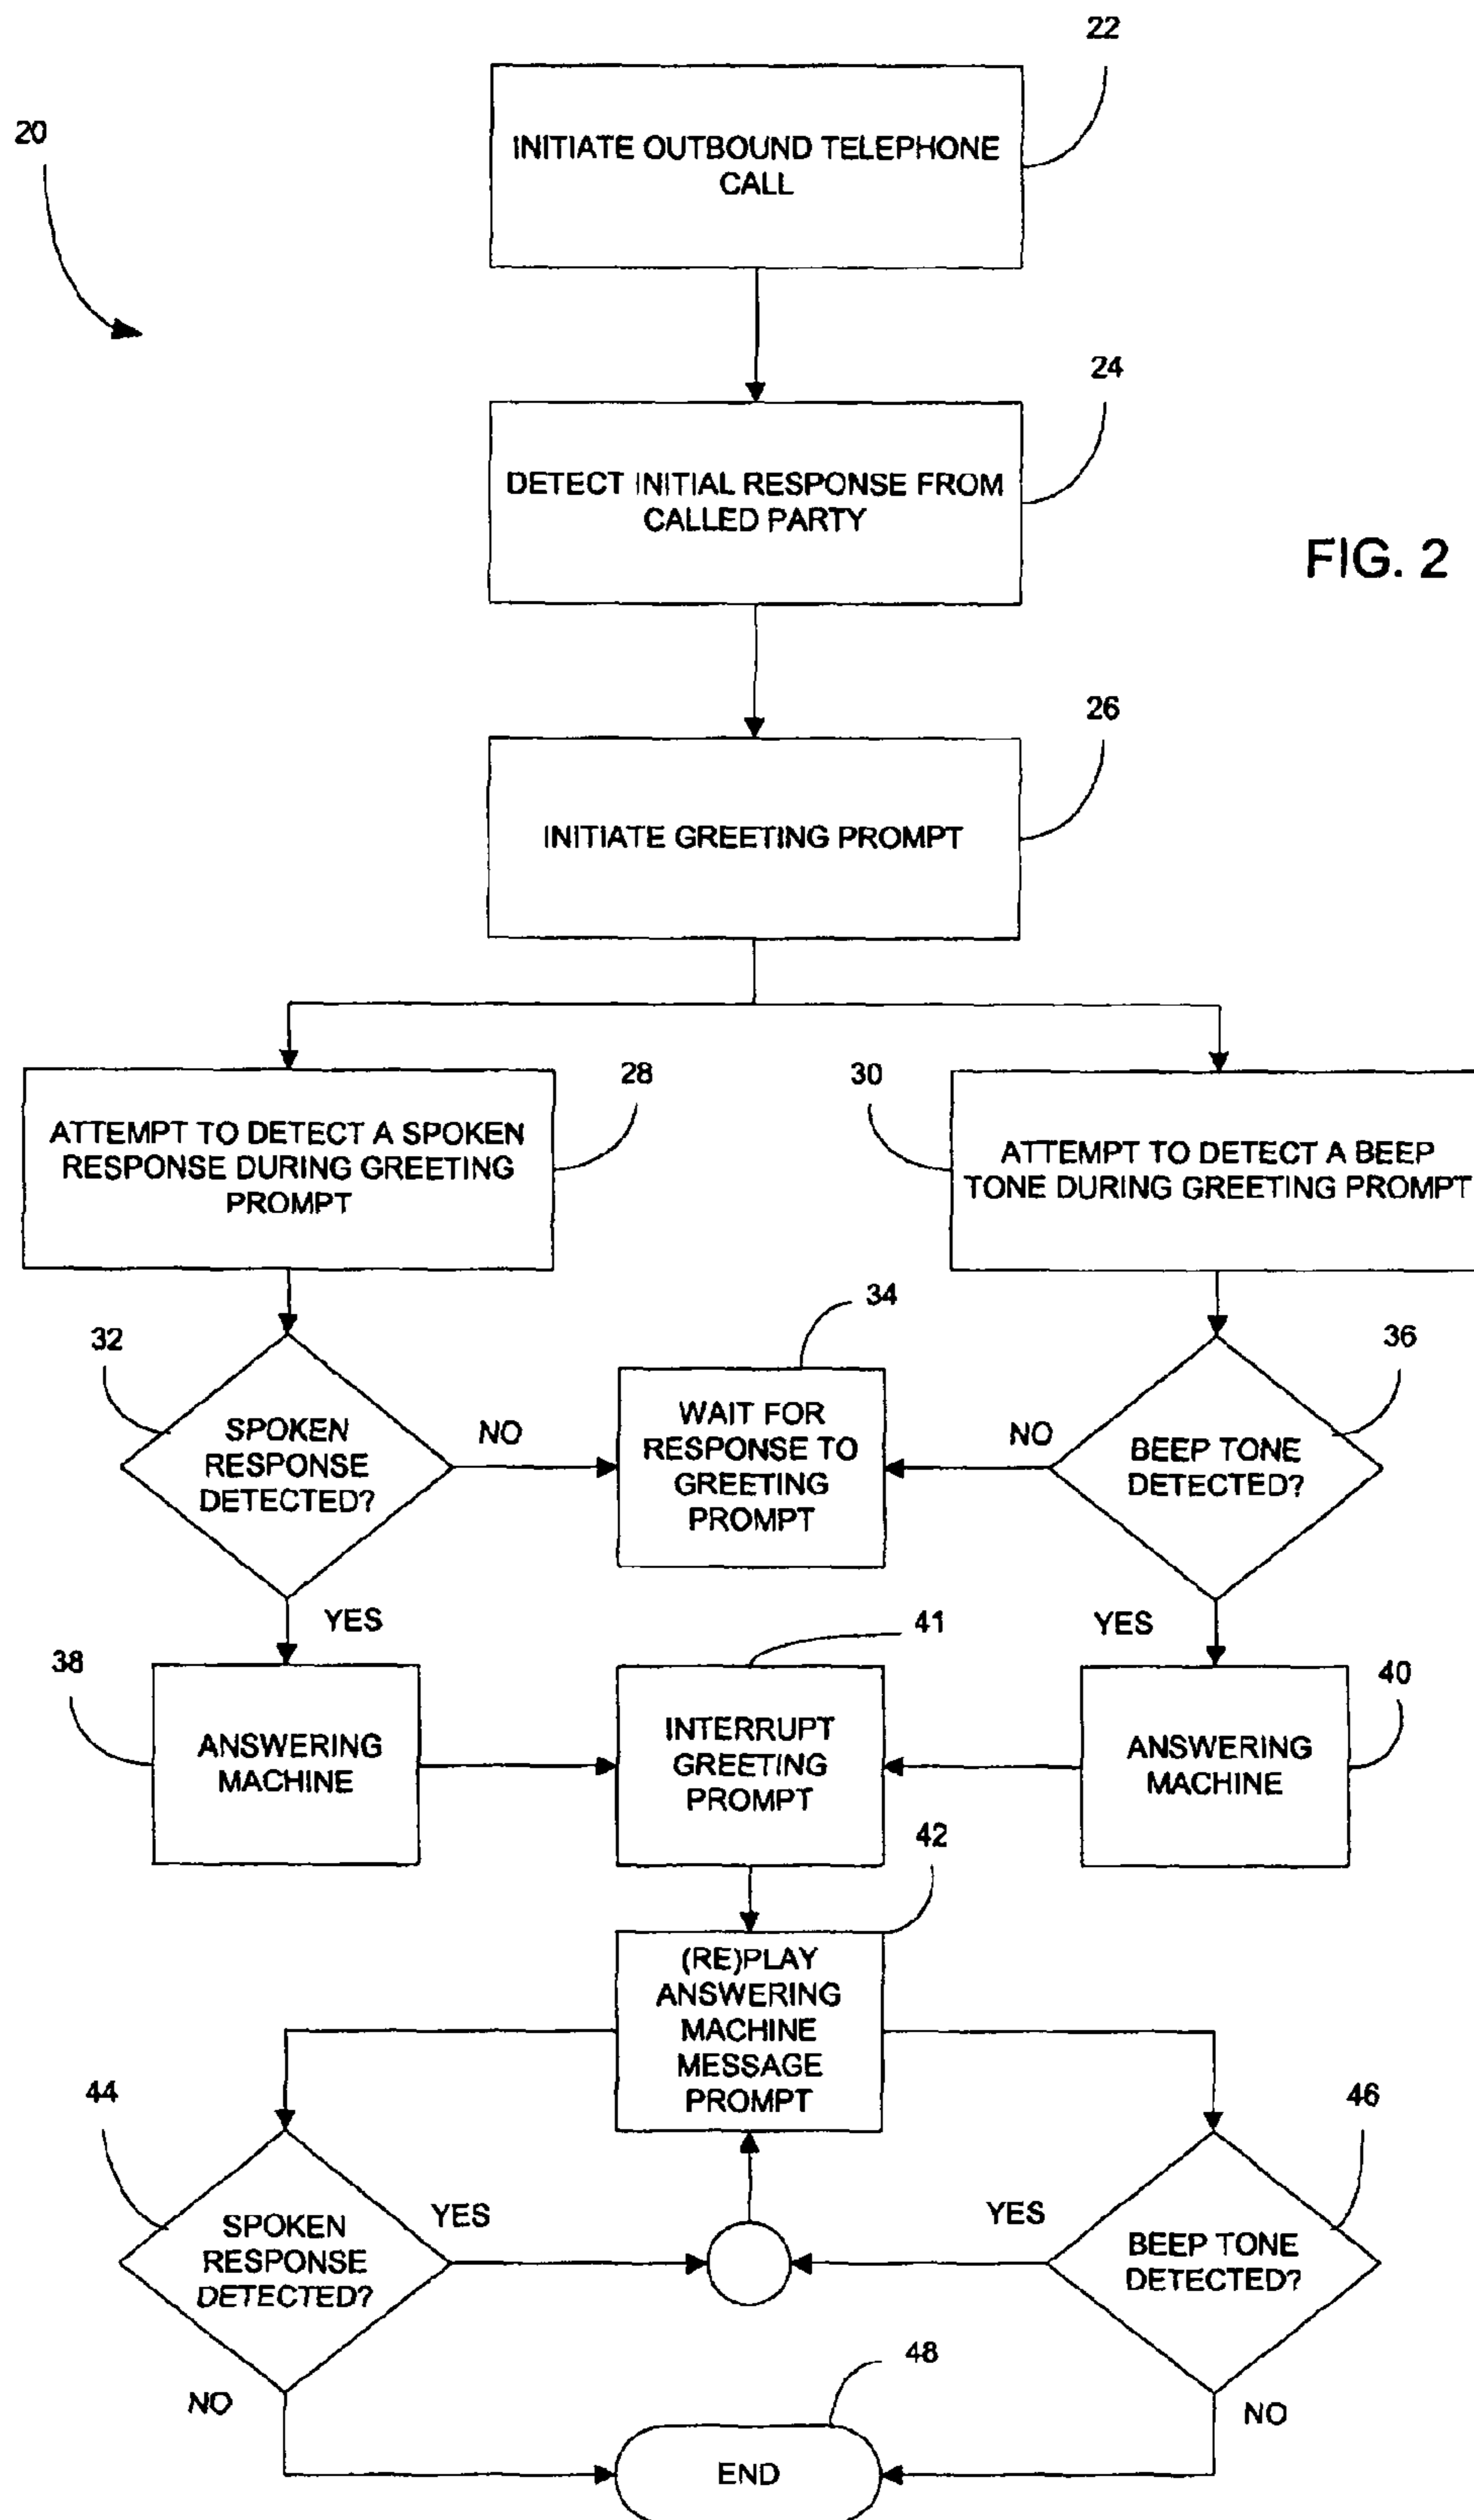 22
20
INITIATE OUTBOUND TELEPHONE
CALL
24
DETECT INITIAL RESPONSE FROM
CALLED PARTY
FIG. 2
26
INITIATE GREETING PROMPT
28
30
ATTEMPT TO DETECT A SPOKEN
RESPONSE DURING GREETING
PROMPT
ATTEMPT TO DETECT A BEEP
TONE DURING GREETING PROMPT
34
32
36
SPOKEN
RESPONSE
DETECTED?
NO
WAIT FOR
RESPONSE TO
GREETING
PROMPT
NO
BEEP TONE
DETECTED?
YES
41
YES
38
40
ANSWERING
MACHINE
INTERRUPT
GREETING
PROMPT
ANSWERING
MACHINE
42
(RE)PLAY
ANSWERING
MACHINE
MESSAGE
PROMPT
44
46
SPOKEN
RESPONSE
DETECTED?
YES
YES
BEEP TONE
DETECTED?
48
NO
NO
END